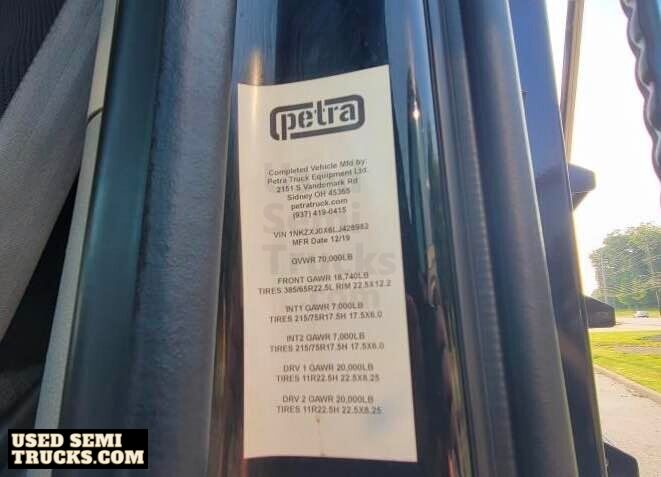 petra
Completed Vehicle Mfd by
Petra Truck Equipment Ltd.
2151 S Vandemark Rd
Sidney OH 45365
petratruck.com
(937) 419-0415
VIN 1NKZXJ0X6LJ428982
MFR Date 12/19
GVWR 70,000LB
FRONT GAWR 18,740LB
TIRES 385/65R22.5L RIM 22.5X12.2
INT1 GAWR 7,000LB
TIRES 215/75R17.5H 17.5X6.0
INT2 GAWR 7,000LB
TIRES 215/75R17.5H 17.5X6.0
DRV 1 GAWR 20,000LB
TIRES 11R22.5H 22.5X8.25
DRV 2 GAWR 20,000LB
TIRES 11R22.5H 22.5X8.25
USED SEMI
TRUCKS.COM